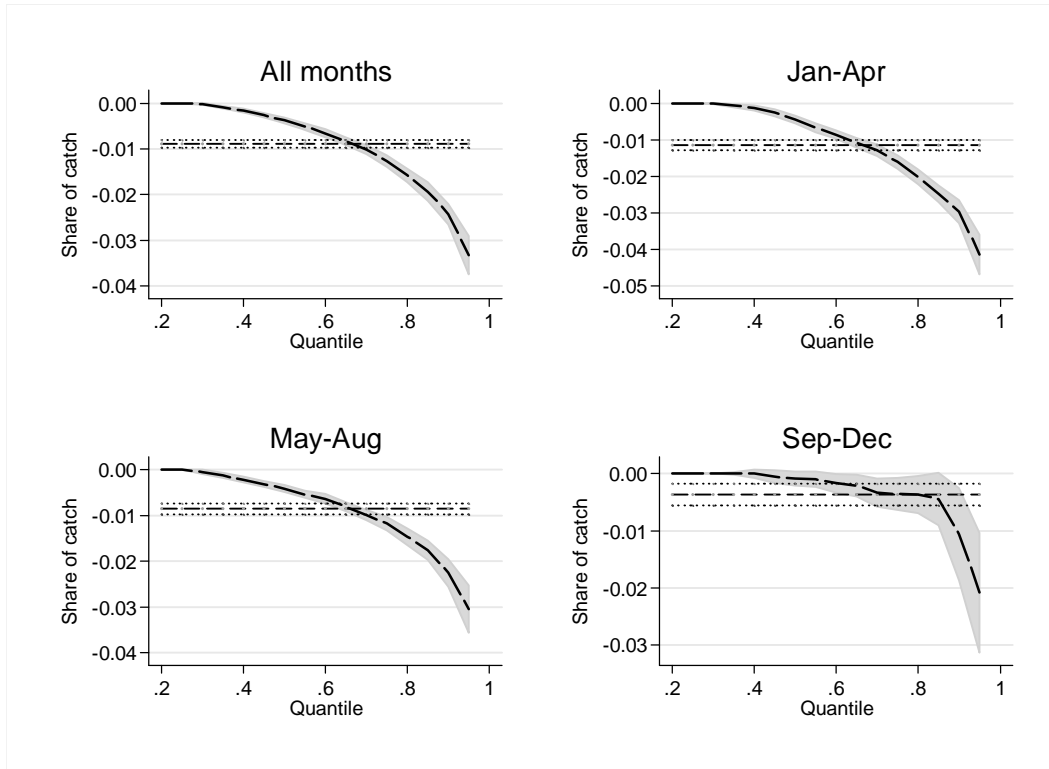 All months
Share of catch
0.00
-0.01
-0.02
-0.03
-0.04
.2 .4 .6 .8 1
Quantile
Jan-Apr
Share of catch
0.00
-0.01
-0.02
-0.03
-0.04
-0.05
.2 .4 .6 .8 1
Quantile
May-Aug
Share of catch
0.00
-0.01
-0.02
-0.03
-0.04
.2 .4 .6 .8 1
Quantile
Sep-Dec
Share of catch
0.00
-0.01
-0.02
-0.03
.2 .4 .6 .8 1
Quantile